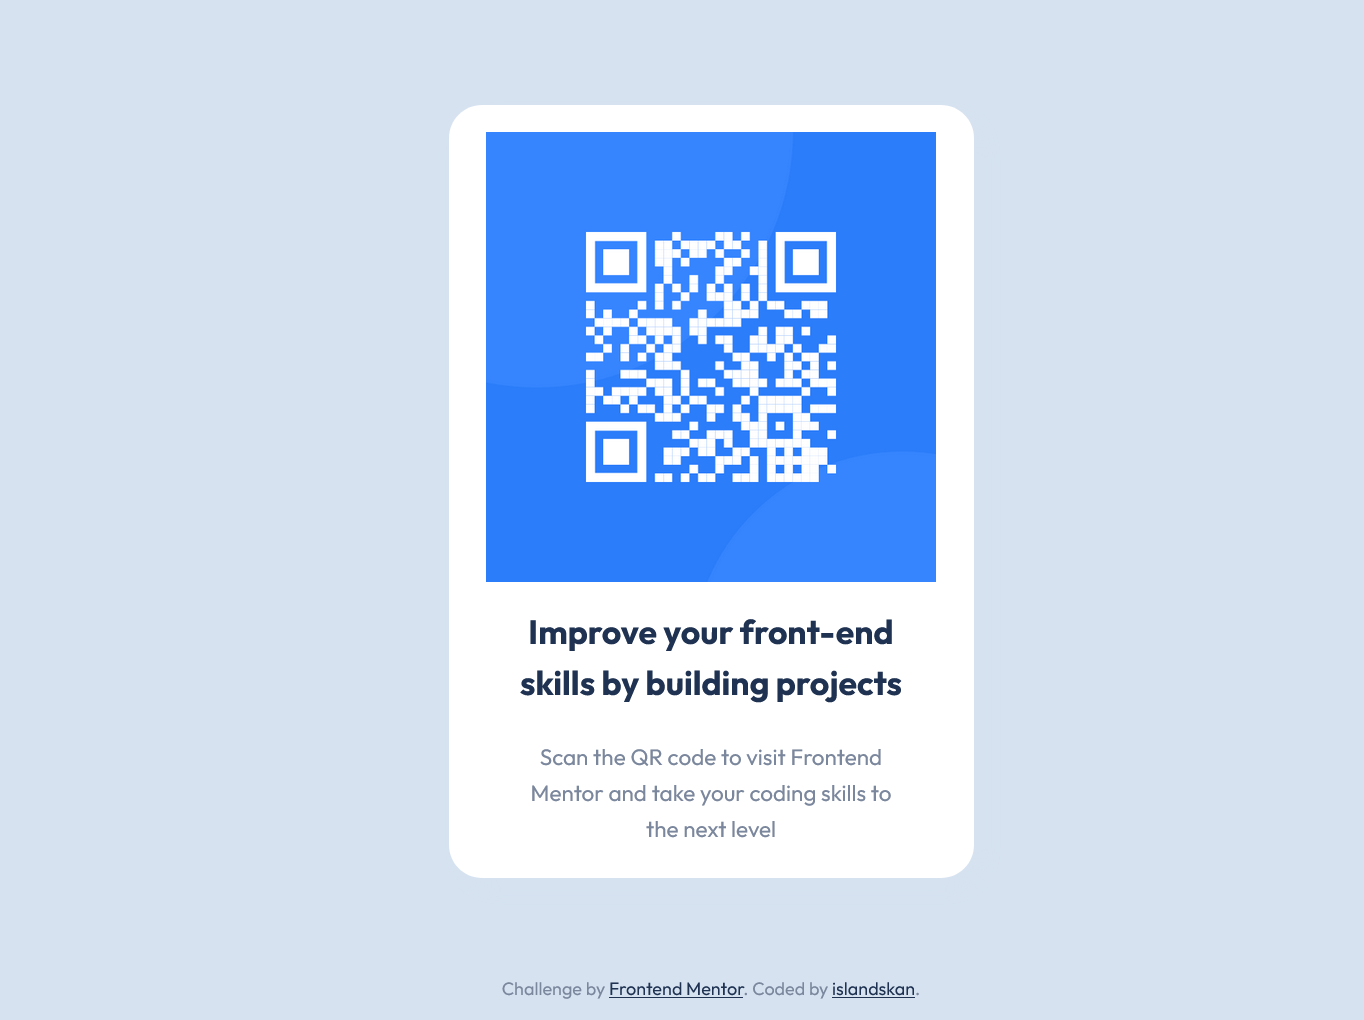 Improve your front-end
skills by building projects
Scan the QR code to visit Frontend
Mentor and take your coding skills to
the next level
Challenge by Frontend Mentor. Coded by islandskan.